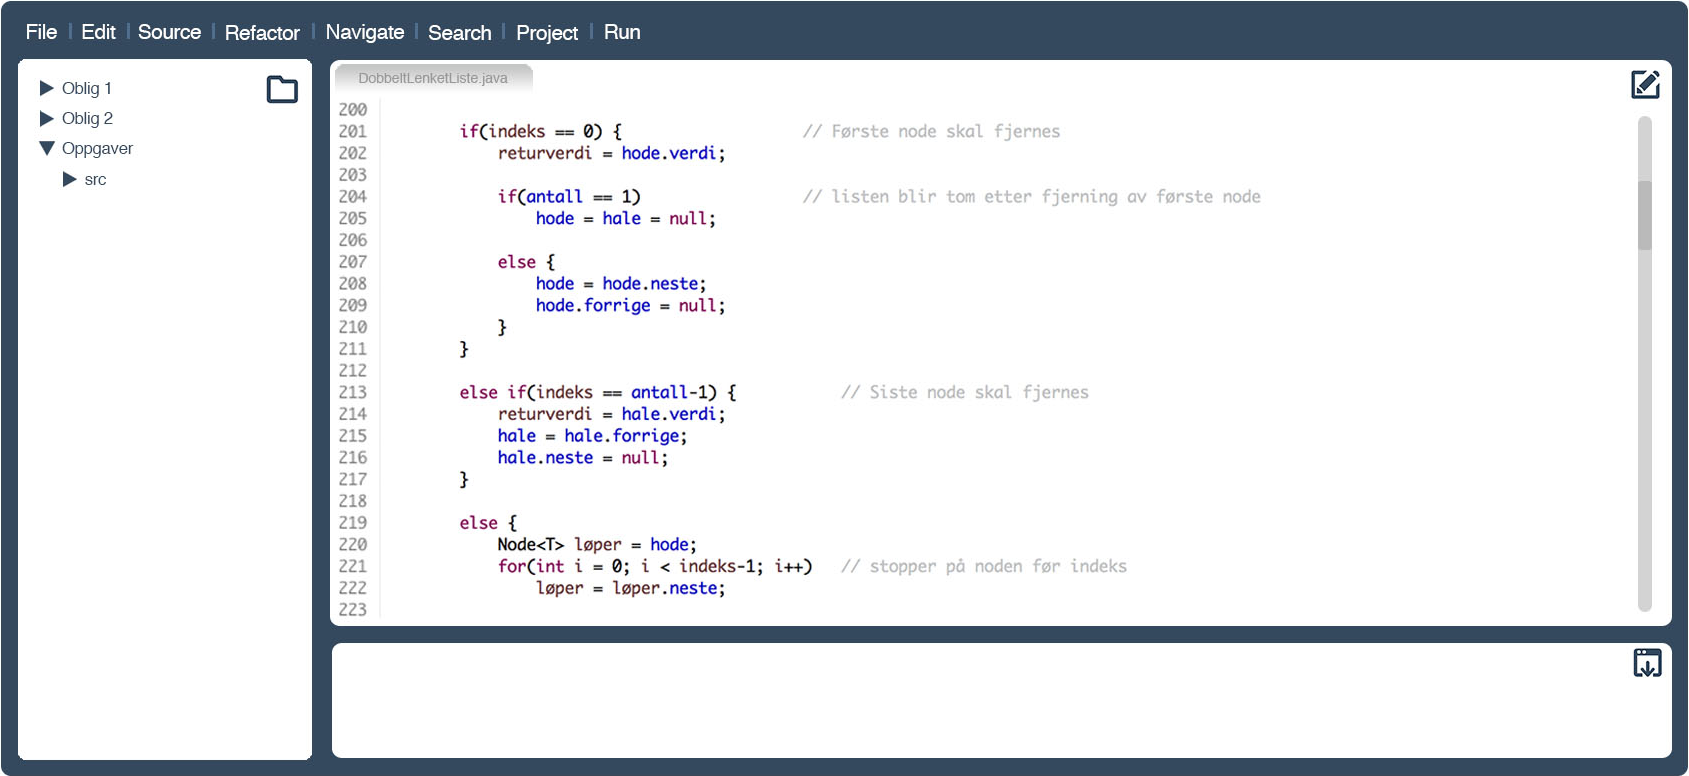 File Edit Source Refactor Navigate Search Project Run
Oblig 1
Oblig 2
Oppgaver
src
DobbeltLenketListe.java
200
201 if(indeks == 0) { // Første node skal fjernes
202 returverdi = hode.verdi;
203
204 if(antall == 1) // listen blir tom etter fjerning av første node
205 hode = hale = null;
206
207 else {
208 hode = hode.neste;
209 hode.forrige = null;
210 }
211 }
212
213 else if(indeks == antall-1) { // Siste node skal fjernes
214 returverdi = hale.verdi;
215 hale = hale.forrige;
216 hale.neste = null;
217 }
218
219 else {
220 Node<T> løper = hode;
221 for(int i = 0; i < indeks-1; i++) // stopper på noden før indeks
222 løper = løper.neste;
223